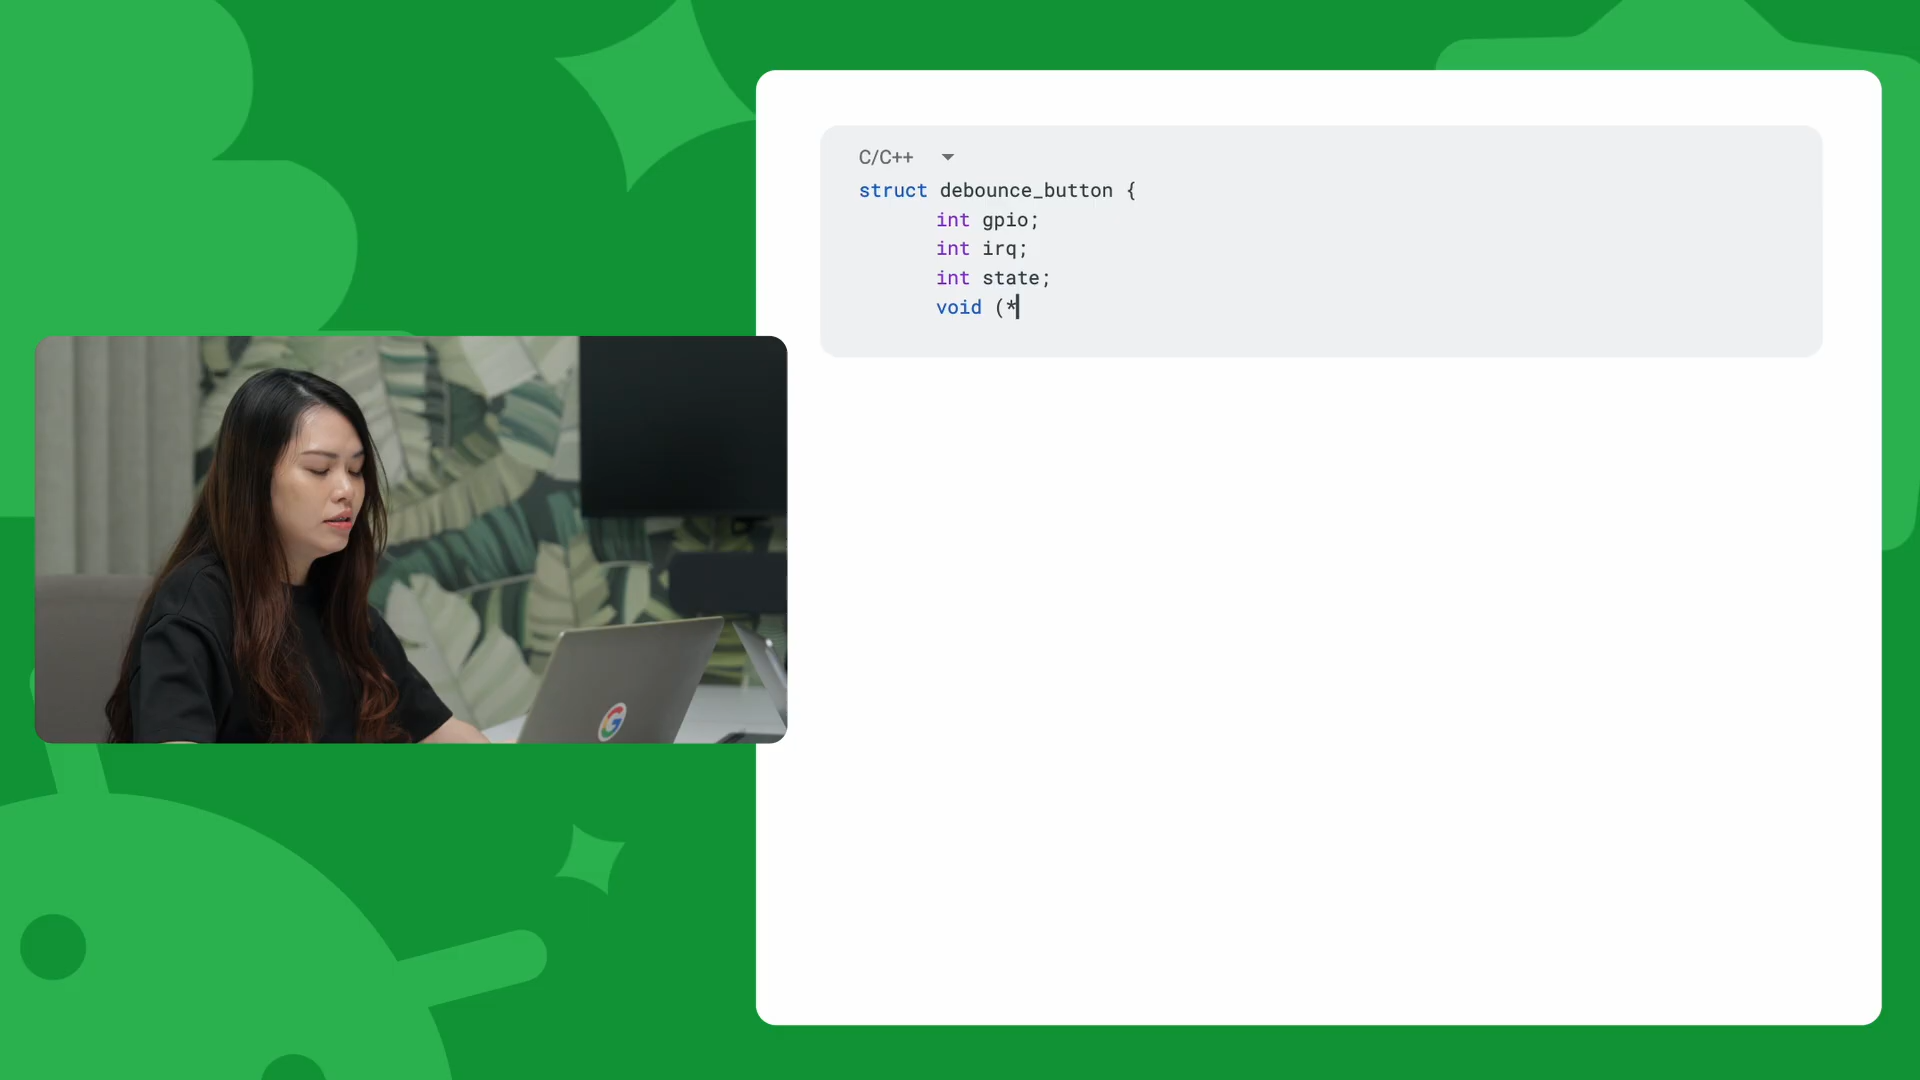 C/C++
struct debounce_button {
int gpio;
int irq;
int state;
void (*